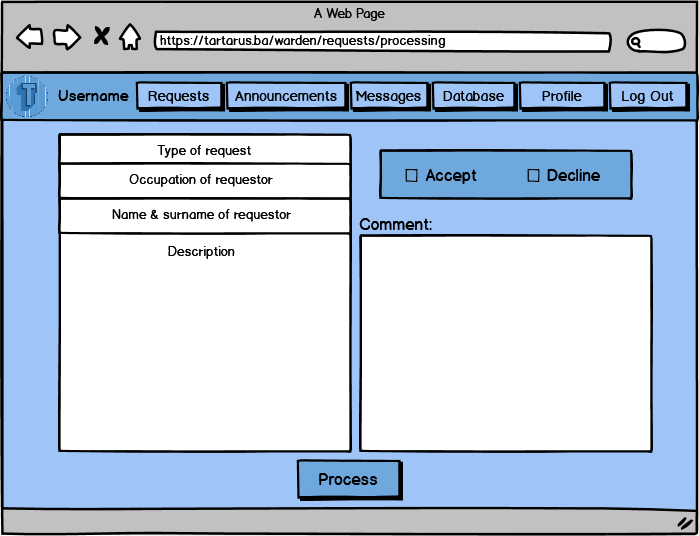 A Web Page
https://tartarus.ba/warden/requests/processing
T
Username Requests Announcements Messages Database Profile Log Out
Type of request
Occupation of requestor
Name & surname of requestor
Description
Accept Decline
Comment:
Process